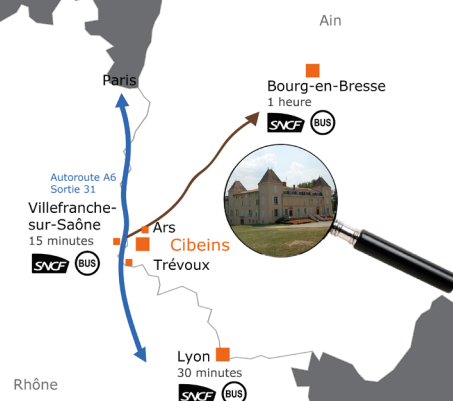 Ain
Paris
Bourg-en-Bresse
1 heure
SNCF BUS
Autoroute A6
Sortie 31
Villefranche-
sur-Saône
15 minutes
SNCF BUS
Ars
Cibeins
Trévoux
Lyon
30 minutes
SNCF BUS
Rhône